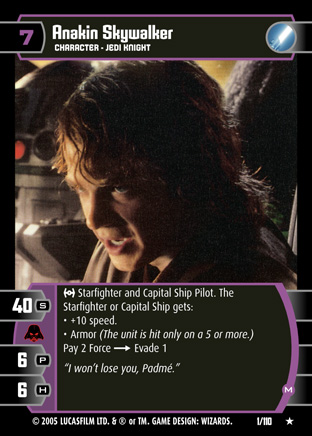 7
Anakin Skywalker
CHARACTER - JEDI KNIGHT
40 S
6 P
6 H
Starfighter and Capital Ship Pilot. The
Starfighter or Capital Ship gets:
• +10 speed.
• Armor (The unit is hit only on a 5 or more.)
Pay 2 Force → Evade 1
"I won't lose you, Padmé."
M
© 2005 LUCASFILM LTD. & ® or TM. GAME DESIGN: WIZARDS.
1/110 ★